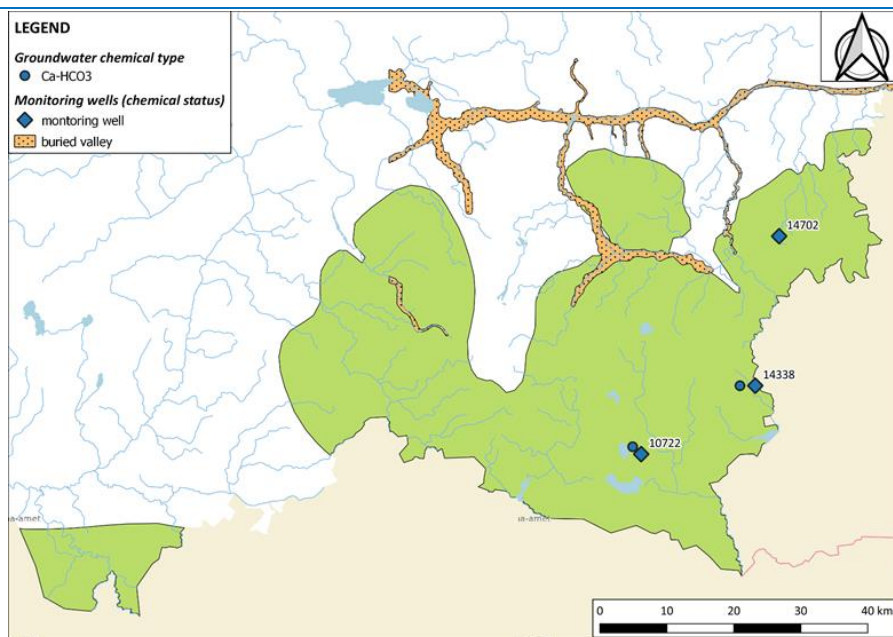 LEGEND
Groundwater chemical type
Ca-HCO3
Monitoring wells (chemical status)
montoring well
buried valley
14702
14338
10722
0 10 20 30 40 km